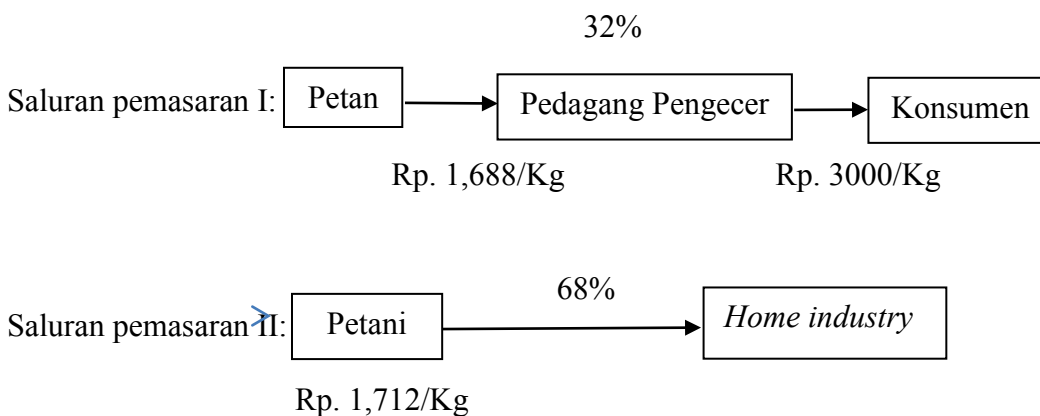 32%
Saluran pemasaran I: Petan Pedagang Pengecer Konsumen
Rp. 1,688/Kg Rp. 3000/Kg
68%
Saluran pemasaran II: Petani Home industry
Rp. 1,712/Kg